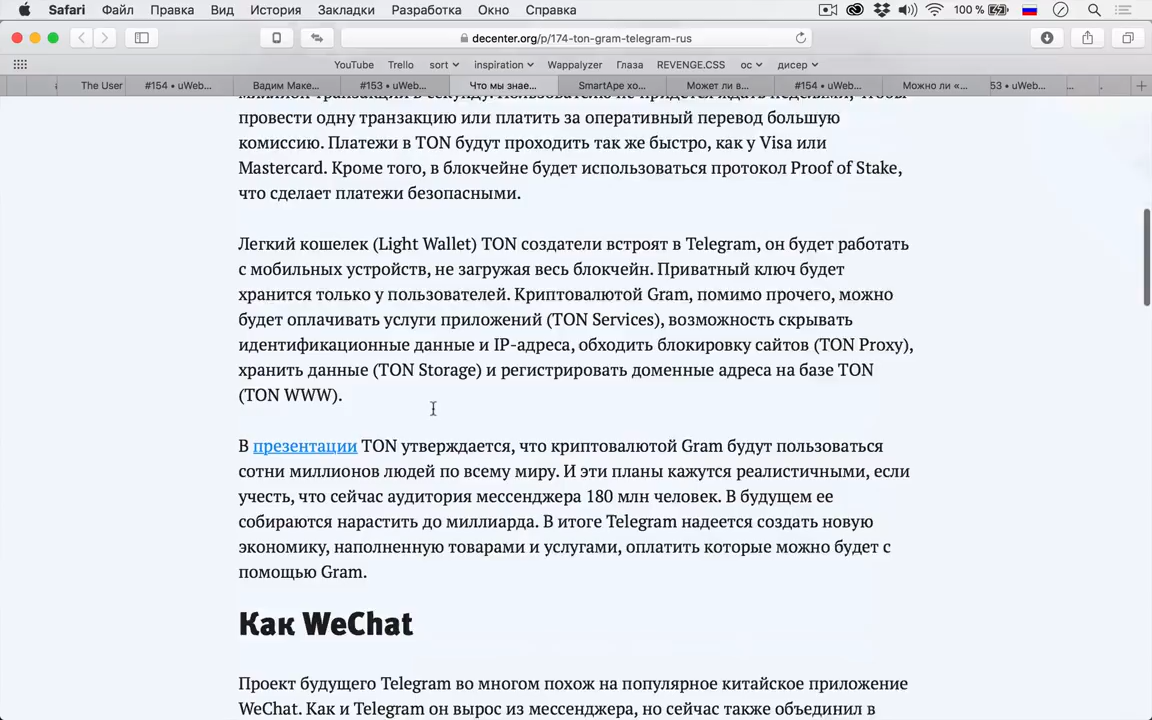 Safari Файл Правка Вид История Закладки Разработка Окно Справка 100 %
decenter.org/p/174-ton-gram-telegram-rus
YouTube Trello sort inspiration Wappalyzer Глаза REVENGE.CSS ос дисер
The User #154 • uWeb... Вадим Маке... #153 • uWeb... Что мы знае... SmartApe хо... Может ли в... #154 • uWeb... Можно ли «... 53 • uWeb... ...
миллион транзакций в секунду. Пользователю не придется ждать неделями, чтобы
провести одну транзакцию или платить за оперативный перевод большую
комиссию. Платежи в TON будут проходить так же быстро, как у Visa или
Mastercard. Кроме того, в блокчейне будет использоваться протокол Proof of Stake,
что сделает платежи безопасными.
Легкий кошелек (Light Wallet) TON создатели встроят в Telegram, он будет работать
с мобильных устройств, не загружая весь блокчейн. Приватный ключ будет
хранится только у пользователей. Криптовалютой Gram, помимо прочего, можно
будет оплачивать услуги приложений (TON Services), возможность скрывать
идентификационные данные и IP-адреса, обходить блокировку сайтов (TON Proxy),
хранить данные (TON Storage) и регистрировать доменные адреса на базе TON
(TON WWW).
В презентации TON утверждается, что криптовалютой Gram будут пользоваться
сотни миллионов людей по всему миру. И эти планы кажутся реалистичными, если
учесть, что сейчас аудитория мессенджера 180 млн человек. В будущем ее
собираются нарастить до миллиарда. В итоге Telegram надеется создать новую
экономику, наполненную товарами и услугами, оплатить которые можно будет с
помощью Gram.
Как WeChat
Проект будущего Telegram во многом похож на популярное китайское приложение
WeChat. Как и Telegram он вырос из мессенджера, но сейчас также объединил в